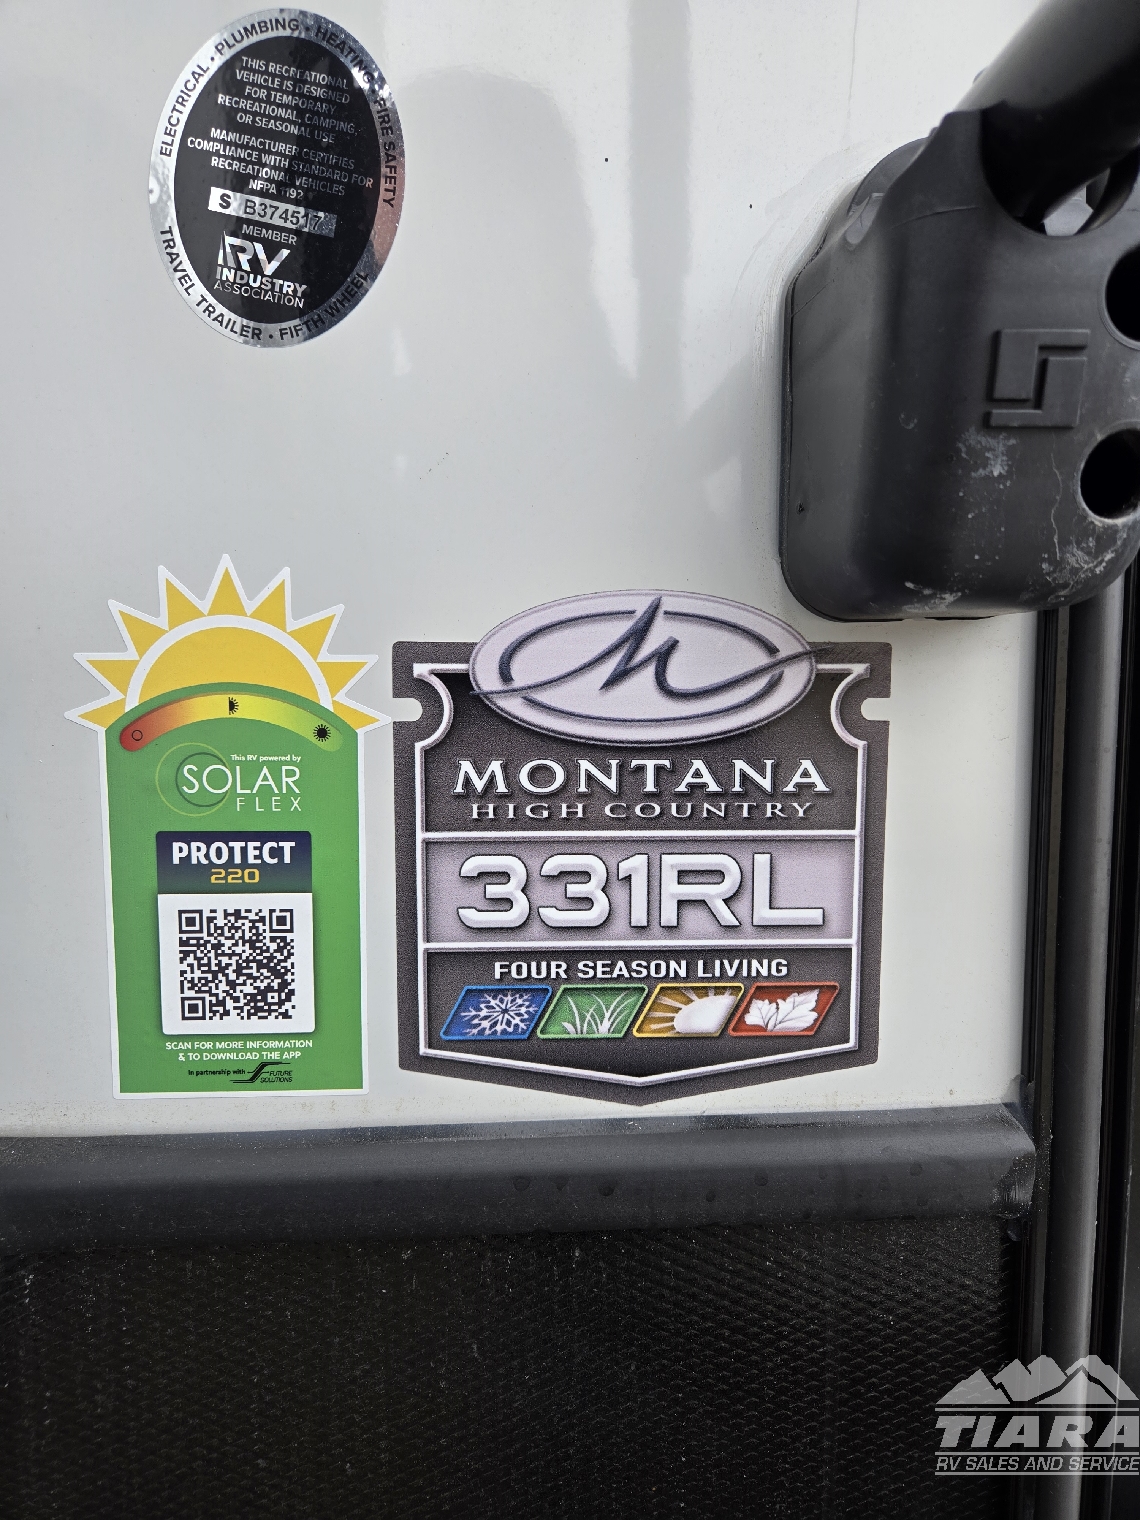 ELECTRICAL • PLUMBING • HEATING • FIRE SAFETY
THIS RECREATIONAL
VEHICLE IS DESIGNED
FOR TEMPORARY
RECREATIONAL, CAMPING,
OR SEASONAL USE
MANUFACTURER CERTIFIES
COMPLIANCE WITH STANDARD FOR
RECREATIONAL VEHICLES
NFPA 1192
S B374517
MEMBER
RV
INDUSTRY
ASSOCIATION
TRAVEL TRAILER • FIFTH WHEEL
This RV powered by
SOLAR
FLEX
PROTECT
220
SCAN FOR MORE INFORMATION
& TO DOWNLOAD THE APP
In partnership with FUTURE
SOLUTIONS
M
MONTANA
HIGH COUNTRY
331RL
FOUR SEASON LIVING
TIARA
RV SALES AND SERVICE